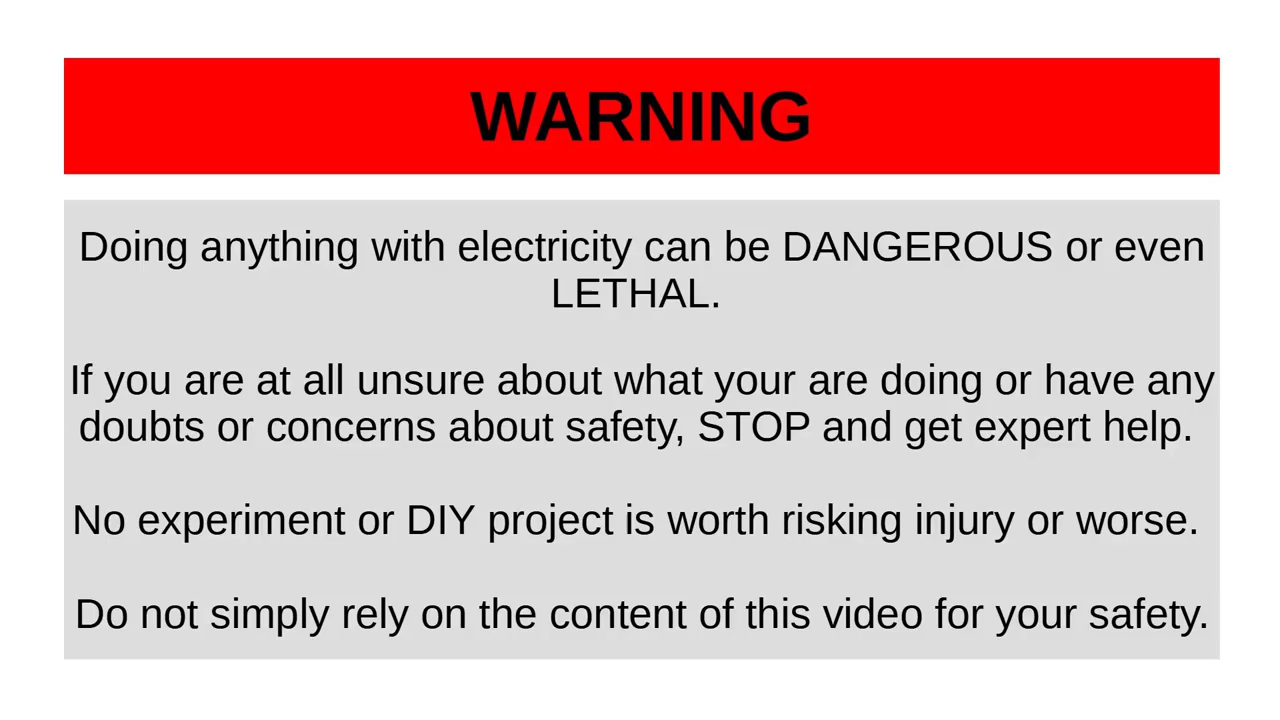 WARNING
Doing anything with electricity can be DANGEROUS or even
LETHAL.
If you are at all unsure about what your are doing or have any
doubts or concerns about safety, STOP and get expert help.
No experiment or DIY project is worth risking injury or worse.
Do not simply rely on the content of this video for your safety.